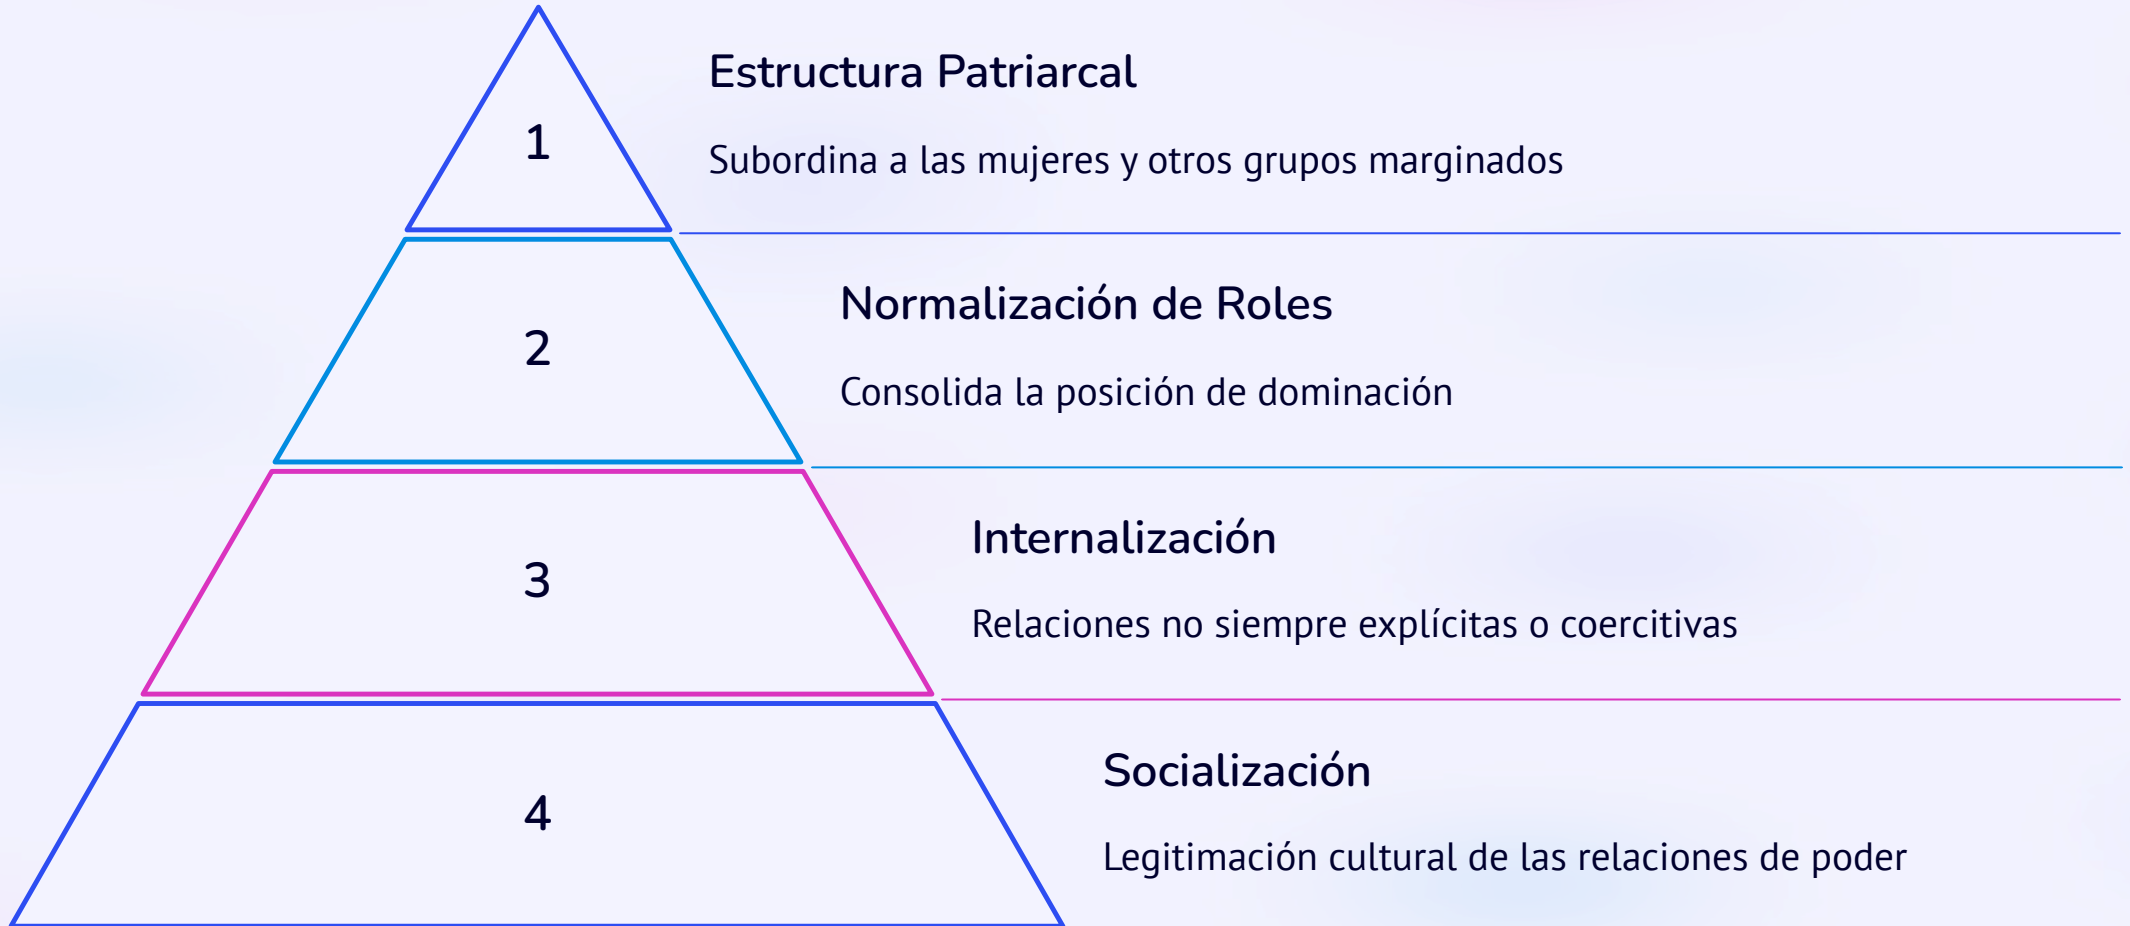 1
Estructura Patriarcal
Subordina a las mujeres y otros grupos marginados
2
Normalización de Roles
Consolida la posición de dominación
3
Internalización
Relaciones no siempre explícitas o coercitivas
4
Socialización
Legitimación cultural de las relaciones de poder